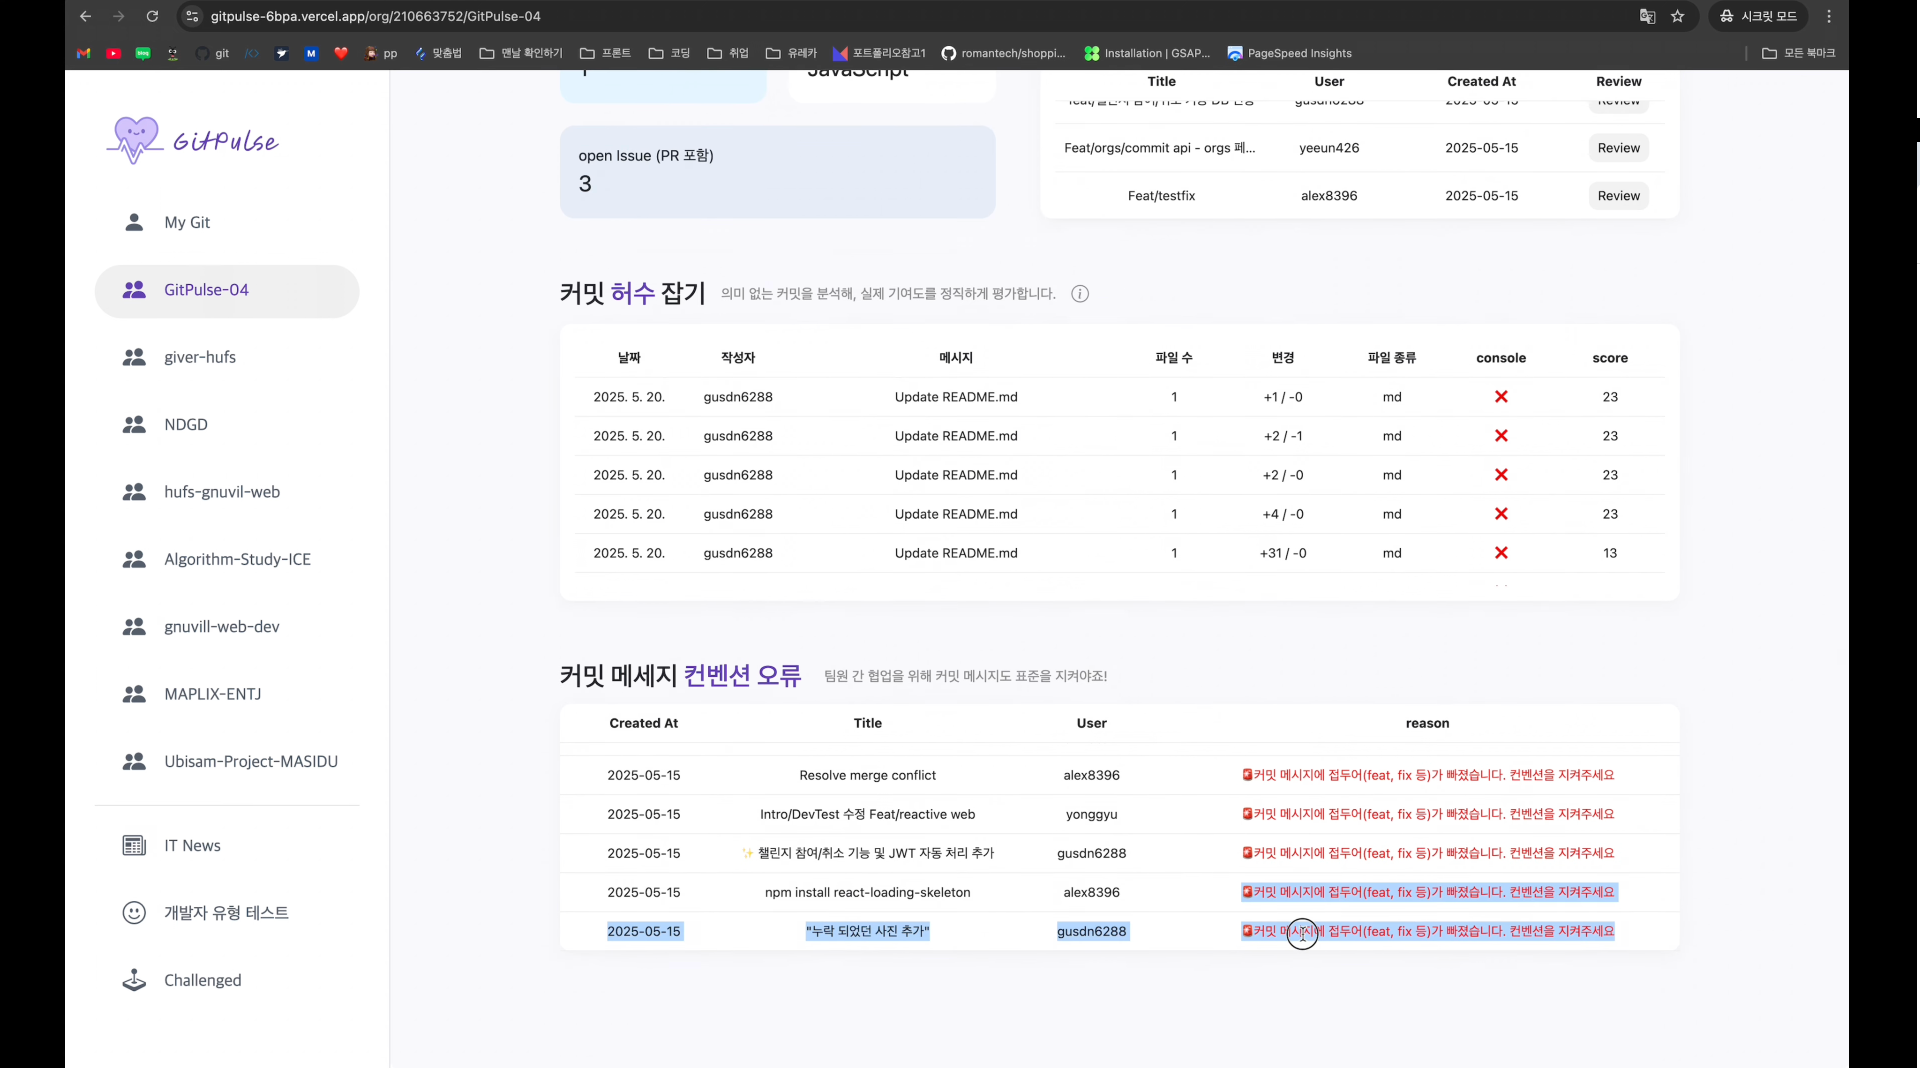 gitpulse-6bpa.vercel.app/org/210663752/GitPulse-04
시크릿 모드
git
pp
맞춤법
맨날 확인하기
프론트
코딩
취업
유레카
포트폴리오참고1
romantech/shoppi...
Installation | GSAP...
PageSpeed Insights
모든 북마크
GitPulse
My Git
GitPulse-04
giver-hufs
NDGD
hufs-gnuvil-web
Algorithm-Study-ICE
gnuvill-web-dev
MAPLIX-ENTJ
Ubisam-Project-MASIDU
IT News
개발자 유형 테스트
Challenged
JavaScript
open Issue (PR 포함)
3
Title User Created At Review
gusdn6288 2025-05-15 Review
Feat/orgs/commit api - orgs 페... yeeun426 2025-05-15 Review
Feat/testfix alex8396 2025-05-15 Review
커밋 허수 잡기 의미 없는 커밋을 분석해, 실제 기여도를 정직하게 평가합니다.
날짜 작성자 메시지 파일 수 변경 파일 종류 console score
2025. 5. 20. gusdn6288 Update README.md 1 +1 / -0 md ❌ 23
2025. 5. 20. gusdn6288 Update README.md 1 +2 / -1 md ❌ 23
2025. 5. 20. gusdn6288 Update README.md 1 +2 / -0 md ❌ 23
2025. 5. 20. gusdn6288 Update README.md 1 +4 / -0 md ❌ 23
2025. 5. 20. gusdn6288 Update README.md 1 +31 / -0 md ❌ 13
커밋 메세지 컨벤션 오류 팀원 간 협업을 위해 커밋 메시지도 표준을 지켜야죠!
Created At Title User reason
2025-05-15 Resolve merge conflict alex8396 🚨커밋 메시지에 접두어(feat, fix 등)가 빠졌습니다. 컨벤션을 지켜주세요
2025-05-15 Intro/DevTest 수정 Feat/reactive web yonggyu 🚨커밋 메시지에 접두어(feat, fix 등)가 빠졌습니다. 컨벤션을 지켜주세요
2025-05-15 ✨ 챌린지 참여/취소 기능 및 JWT 자동 처리 추가 gusdn6288 🚨커밋 메시지에 접두어(feat, fix 등)가 빠졌습니다. 컨벤션을 지켜주세요
2025-05-15 npm install react-loading-skeleton alex8396 🚨커밋 메시지에 접두어(feat, fix 등)가 빠졌습니다. 컨벤션을 지켜주세요
2025-05-15 "누락 되었던 사진 추가" gusdn6288 🚨커밋 메시지에 접두어(feat, fix 등)가 빠졌습니다. 컨벤션을 지켜주세요